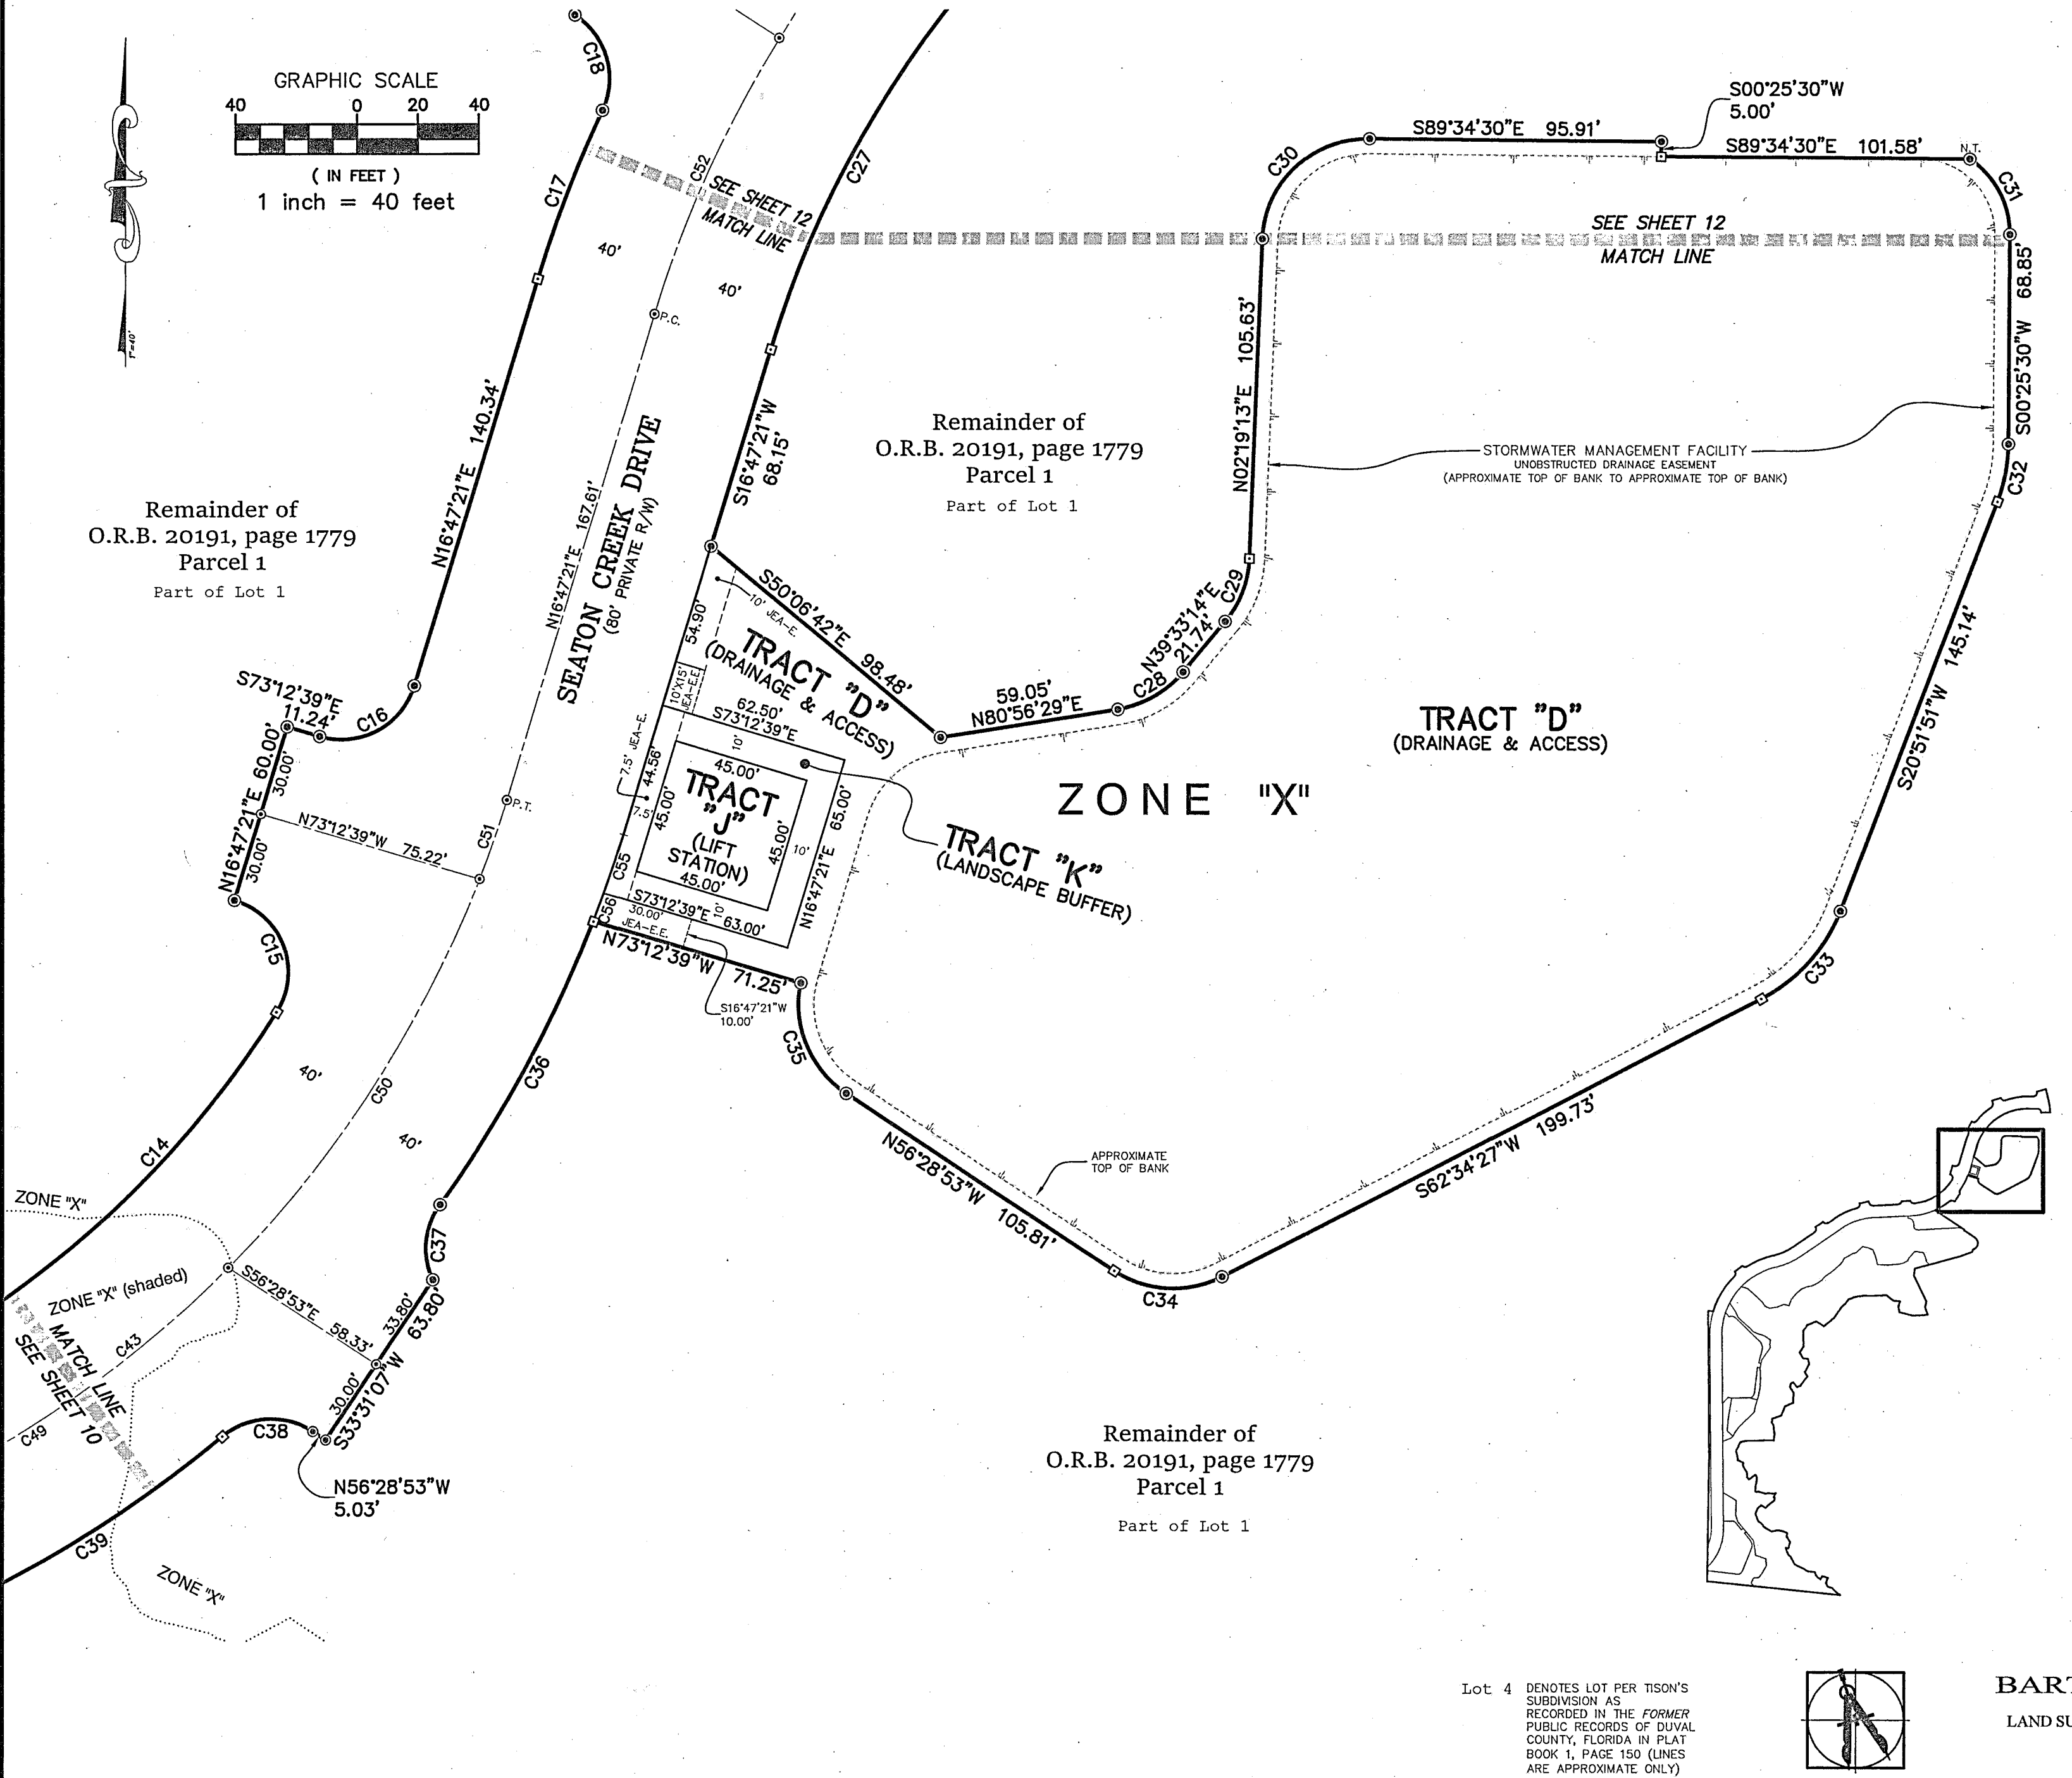 GRAPHIC SCALE
40 0 20 40
( IN FEET )
1 inch = 40 feet
1"=40'
C18
C17
C52
C27
SEE SHEET 12
MATCH LINE
40'
40'
P.C.
C30
S89°34'30"E 95.91'
S00°25'30"W
5.00'
S89°34'30"E 101.58'
N.T.
C31
SEE SHEET 12
MATCH LINE
S00°25'30"W 68.85'
N02°19'13"E 105.63'
C32
STORMWATER MANAGEMENT FACILITY
UNOBSTRUCTED DRAINAGE EASEMENT
(APPROXIMATE TOP OF BANK TO APPROXIMATE TOP OF BANK)
Remainder of
O.R.B. 20191, page 1779
Parcel 1
Part of Lot 1
Remainder of
O.R.B. 20191, page 1779
Parcel 1
Part of Lot 1
N16°47'21"E 140.34'
N16°47'21"E 167.61'
SEATON CREEK DRIVE
(80' PRIVATE R/W)
S16°47'21"W
68.15'
S50°06'42"E 98.48'
10' JEA-E.
54.90'
TRACT "D"
(DRAINAGE & ACCESS)
10'X15'
JEA-E.E.
62.50'
S73°12'39"E
59.05'
N80°56'29"E
C28
N39°33'14"E
21.74'
C29
TRACT "D"
(DRAINAGE & ACCESS)
S20°51'51"W 145.14'
ZONE "X"
S73°12'39"E
11.24'
C16
N16°47'21"E 60.00'
30.00'
30.00'
N73°12'39"W 75.22'
P.T.
C51
7.5' JEA-E.
44.56'
7.5'
10'
45.00'
45.00'
TRACT
"J"
(LIFT
STATION)
45.00'
45.00'
10'
10'
N16°47'21"E 65.00'
TRACT "K"
(LANDSCAPE BUFFER)
C55
C56
S73°12'39"E 63.00'
30.00'
JEA-E.E.
N73°12'39"W 71.25'
S16°47'21"W
10.00'
C15
C35
C33
C36
40'
C50
40'
C14
N56°28'53"W 105.81'
APPROXIMATE
TOP OF BANK
S62°34'27"W 199.73'
C34
ZONE "X"
ZONE "X" (shaded)
C37
S56°28'53"E 58.33'
33.80'
30.00'
S33°31'07"W 63.80'
MATCH LINE
SEE SHEET 10
C43
C49
C38
N56°28'53"W
5.03'
C39
ZONE "X"
Remainder of
O.R.B. 20191, page 1779
Parcel 1
Part of Lot 1
Lot 4 DENOTES LOT PER TISON'S
SUBDIVISION AS
RECORDED IN THE FORMER
PUBLIC RECORDS OF DUVAL
COUNTY, FLORIDA IN PLAT
BOOK 1, PAGE 150 (LINES
ARE APPROXIMATE ONLY)
BART
LAND SU